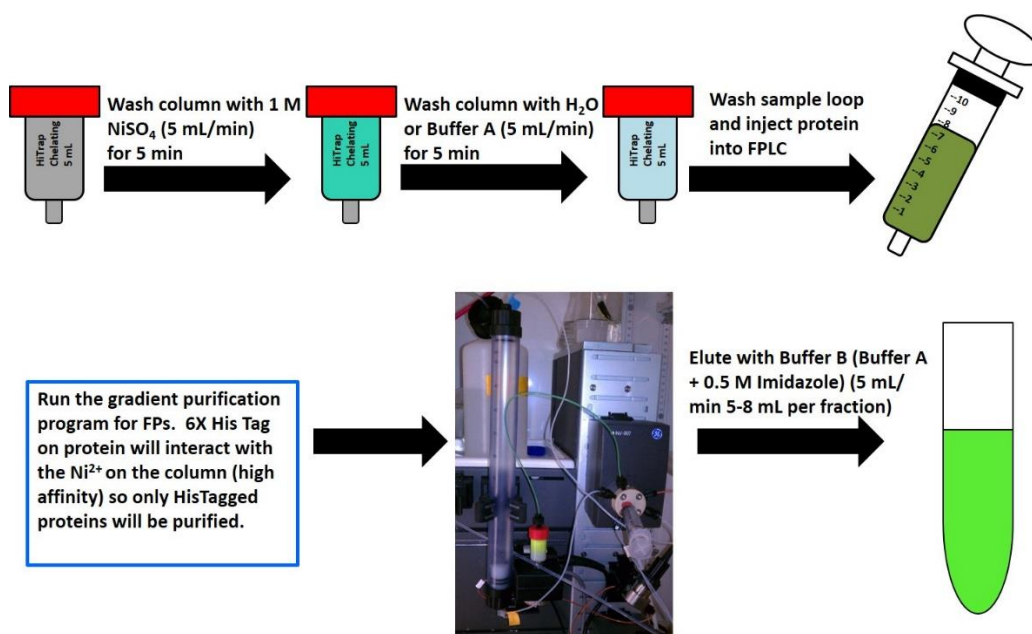 Wash column with 1 M
NiSO₄ (5 mL/min)
for 5 min
Wash column with H₂O
or Buffer A (5 mL/min)
for 5 min
Wash sample loop
and inject protein
into FPLC
HiTrap
Chelating
5 mL
HiTrap
Chelating
5 mL
HiTrap
Chelating
5 mL
--10
--9
--8
--7
--6
--5
--4
--3
--2
--1
Run the gradient purification
program for FPs.  6X His Tag
on protein will interact with
the Ni²⁺ on the column (high
affinity) so only HisTagged
proteins will be purified.
Elute with Buffer B (Buffer A
+ 0.5 M Imidazole) (5 mL/
min 5-8 mL per fraction)